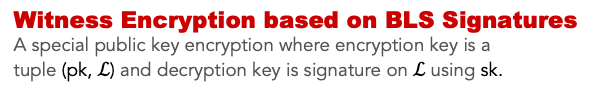 Witness Encryption based on BLS Signatures
A special public key encryption where encryption key is a
tuple (pk, ℒ) and decryption key is signature on ℒ using sk.